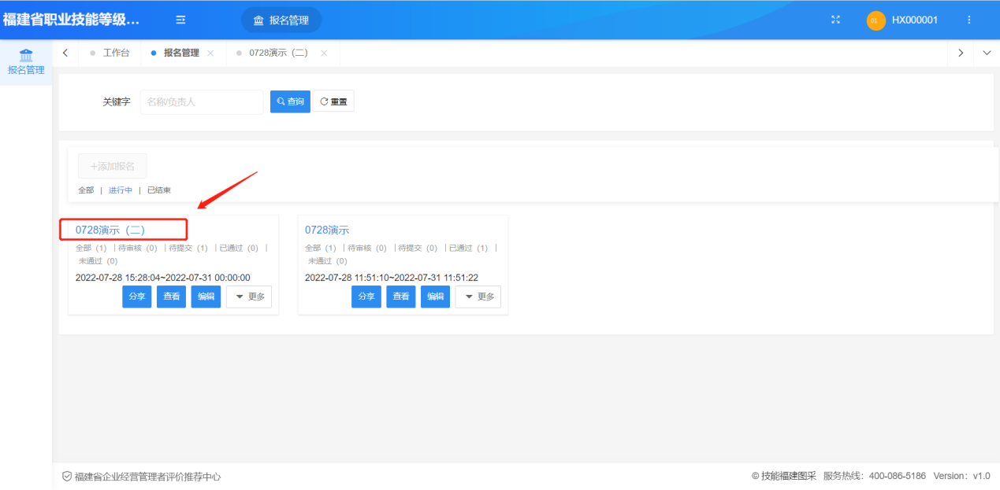 福建省职业技能等级... 报名管理 01 HX000001
报名管理
工作台 报名管理 0728演示（二）
关键字 名称/负责人 查询 重置
+添加报名
全部 | 进行中 | 已结束
0728演示（二）
全部（1） | 待审核（0） | 待提交（1） | 已通过（0） |
未通过（0）
2022-07-28 15:28:04~2022-07-31 00:00:00
分享 查看 编辑 更多
0728演示
全部（1） | 待审核（0） | 待提交（0） | 已通过（1） |
未通过（0）
2022-07-28 11:51:10~2022-07-31 11:51:22
分享 查看 编辑 更多
福建省企业经营管理者评价推荐中心 © 技能福建图采 服务热线：400-086-5186 Version：v1.0